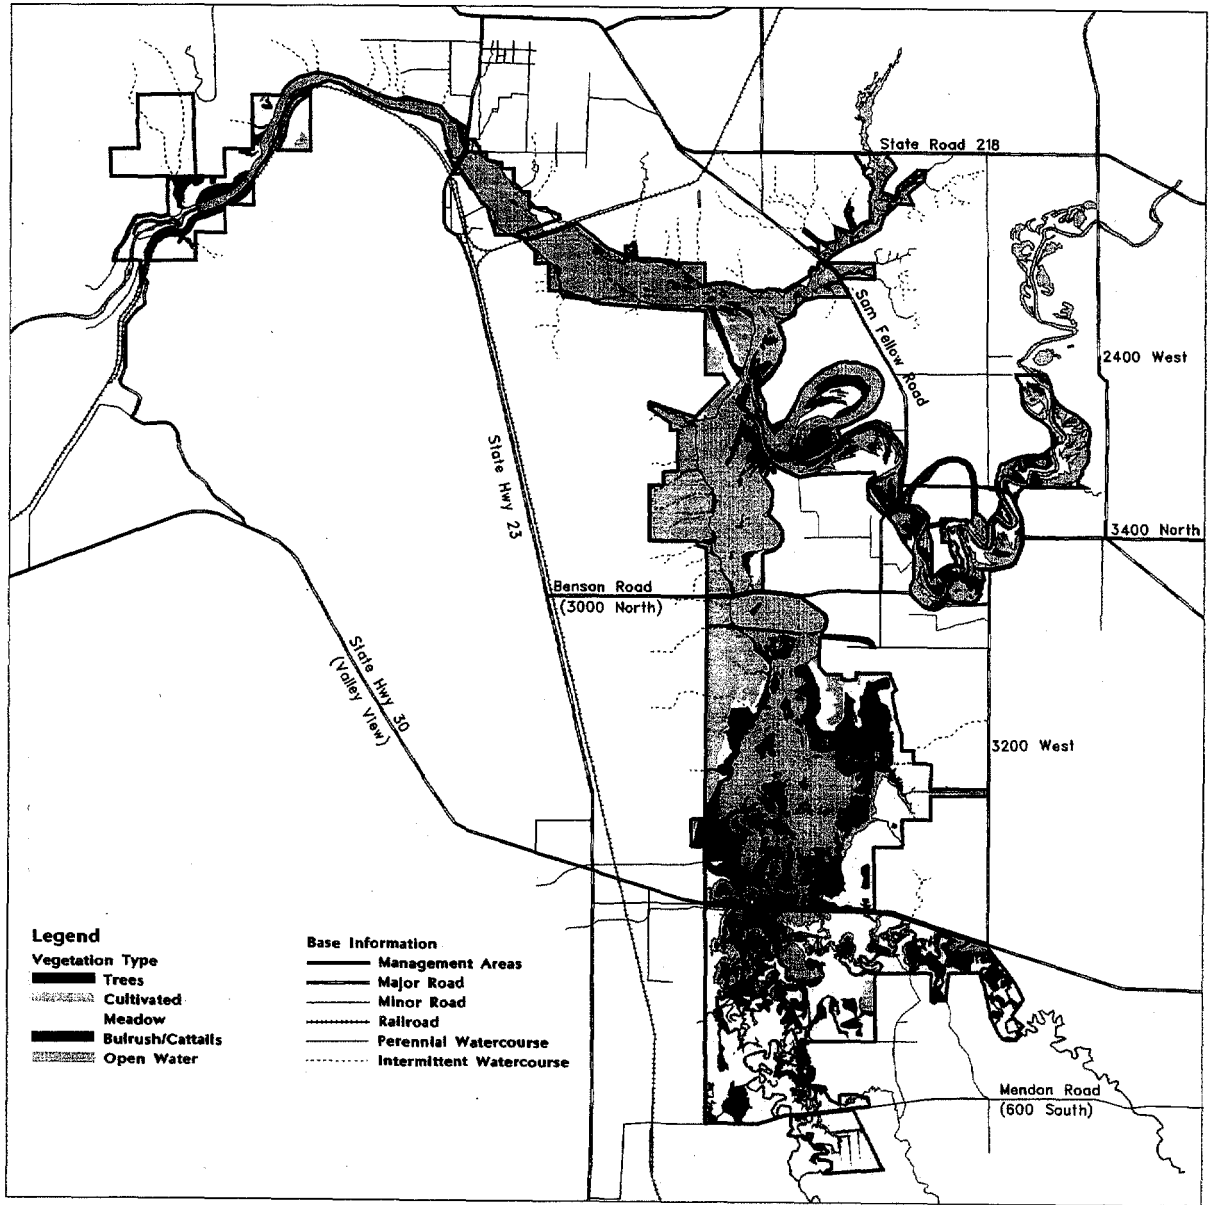 State Road 218
Sam Fellow Road
2400 West
State Hwy 23
3400 North
Benson Road
(3000 North)
State Hwy 30
(Valley View)
3200 West
Legend
Vegetation Type
Trees
Cultivated
Meadow
Bulrush/Cattails
Open Water
Base Information
Management Areas
Major Road
Minor Road
Railroad
Perennial Watercourse
Intermittent Watercourse
Mendon Road
(600 South)